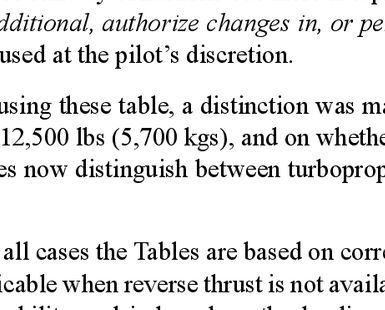 dditional, authorize changes in, or pe
used at the pilot's discretion.
using these table, a distinction was ma
12,500 lbs (5,700 kgs), and on whethe
es now distinguish between turboprop
all cases the Tables are based on corre
icable when reverse thrust is not availa